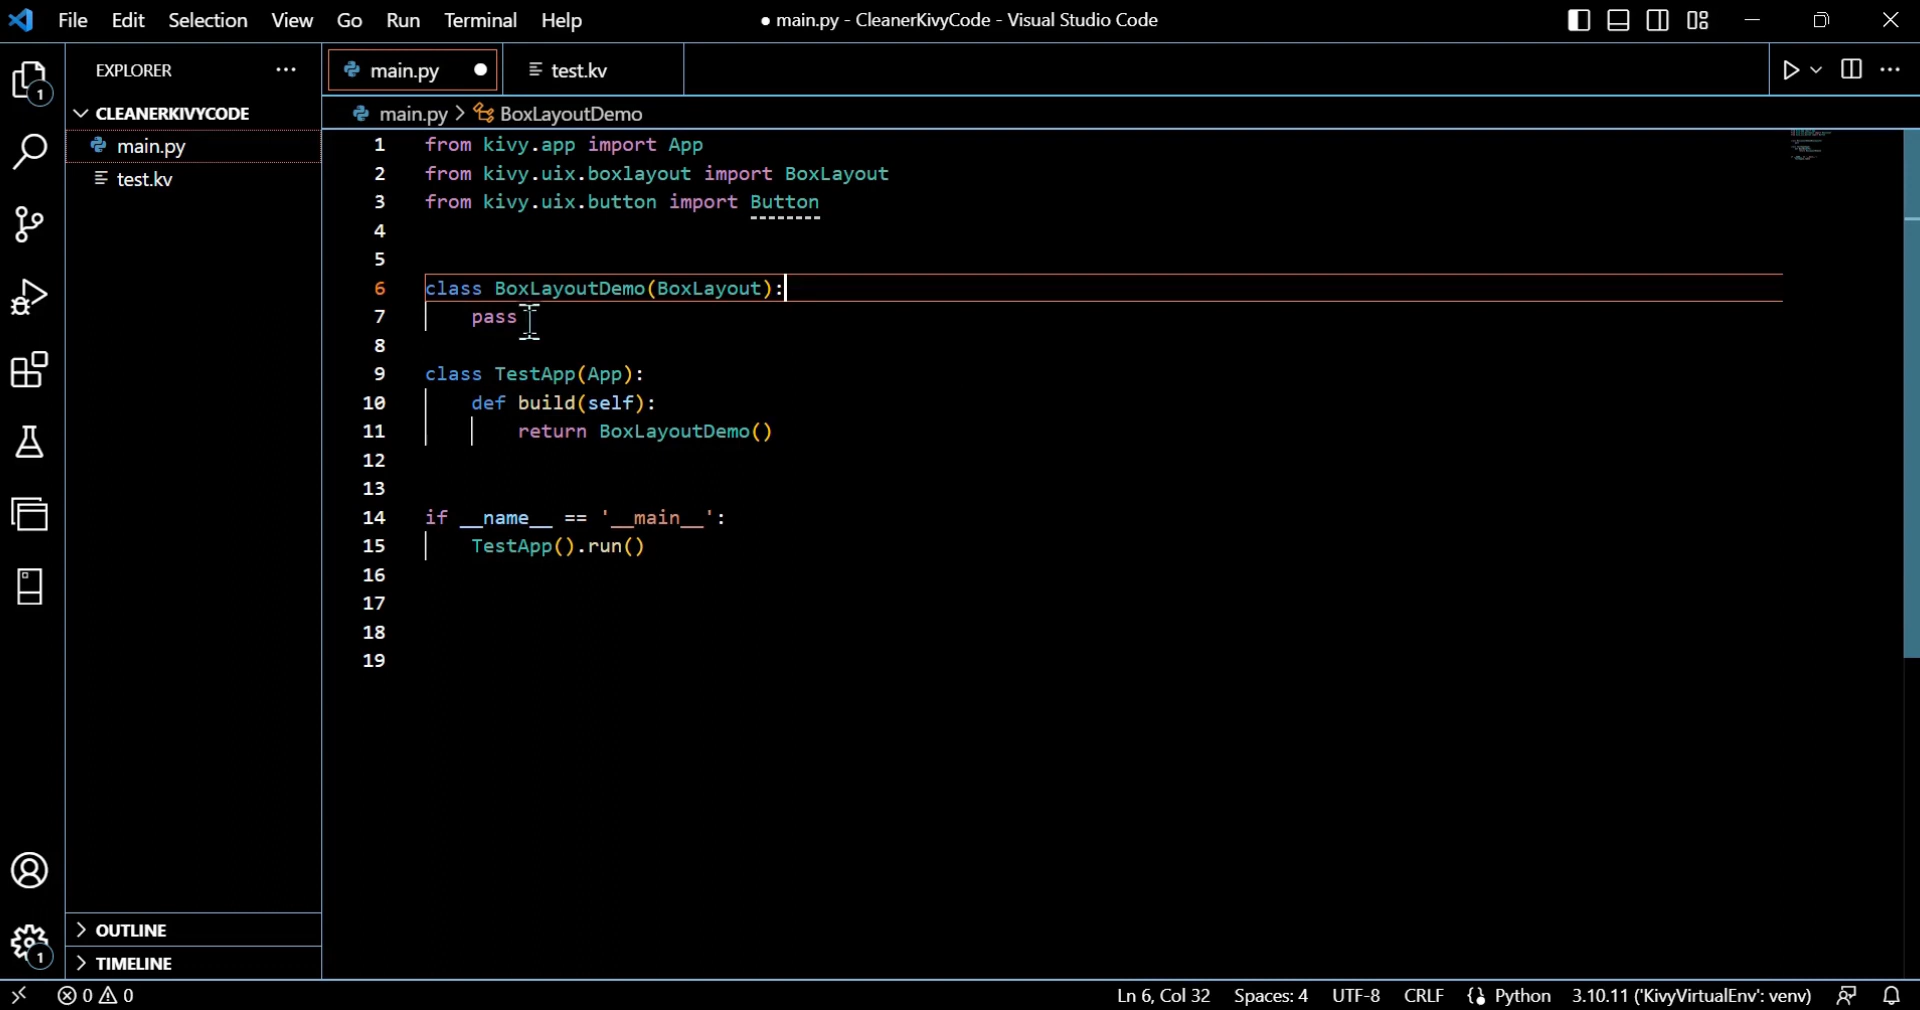 File Edit Selection View Go Run Terminal Help
● main.py - CleanerKivyCode - Visual Studio Code
EXPLORER
main.py
test.kv
1
CLEANERKIVYCODE
main.py > BoxLayoutDemo
main.py
test.kv
1 from kivy.app import App
2 from kivy.uix.boxlayout import BoxLayout
3 from kivy.uix.button import Button
4
5
6 class BoxLayoutDemo(BoxLayout):
7 pass
8
9 class TestApp(App):
10 def build(self):
11 return BoxLayoutDemo()
12
13
14 if __name__ == '__main__':
15 TestApp().run()
16
17
18
19
OUTLINE
1
TIMELINE
0 0
Ln 6, Col 32 Spaces: 4 UTF-8 CRLF Python 3.10.11 ('KivyVirtualEnv': venv)